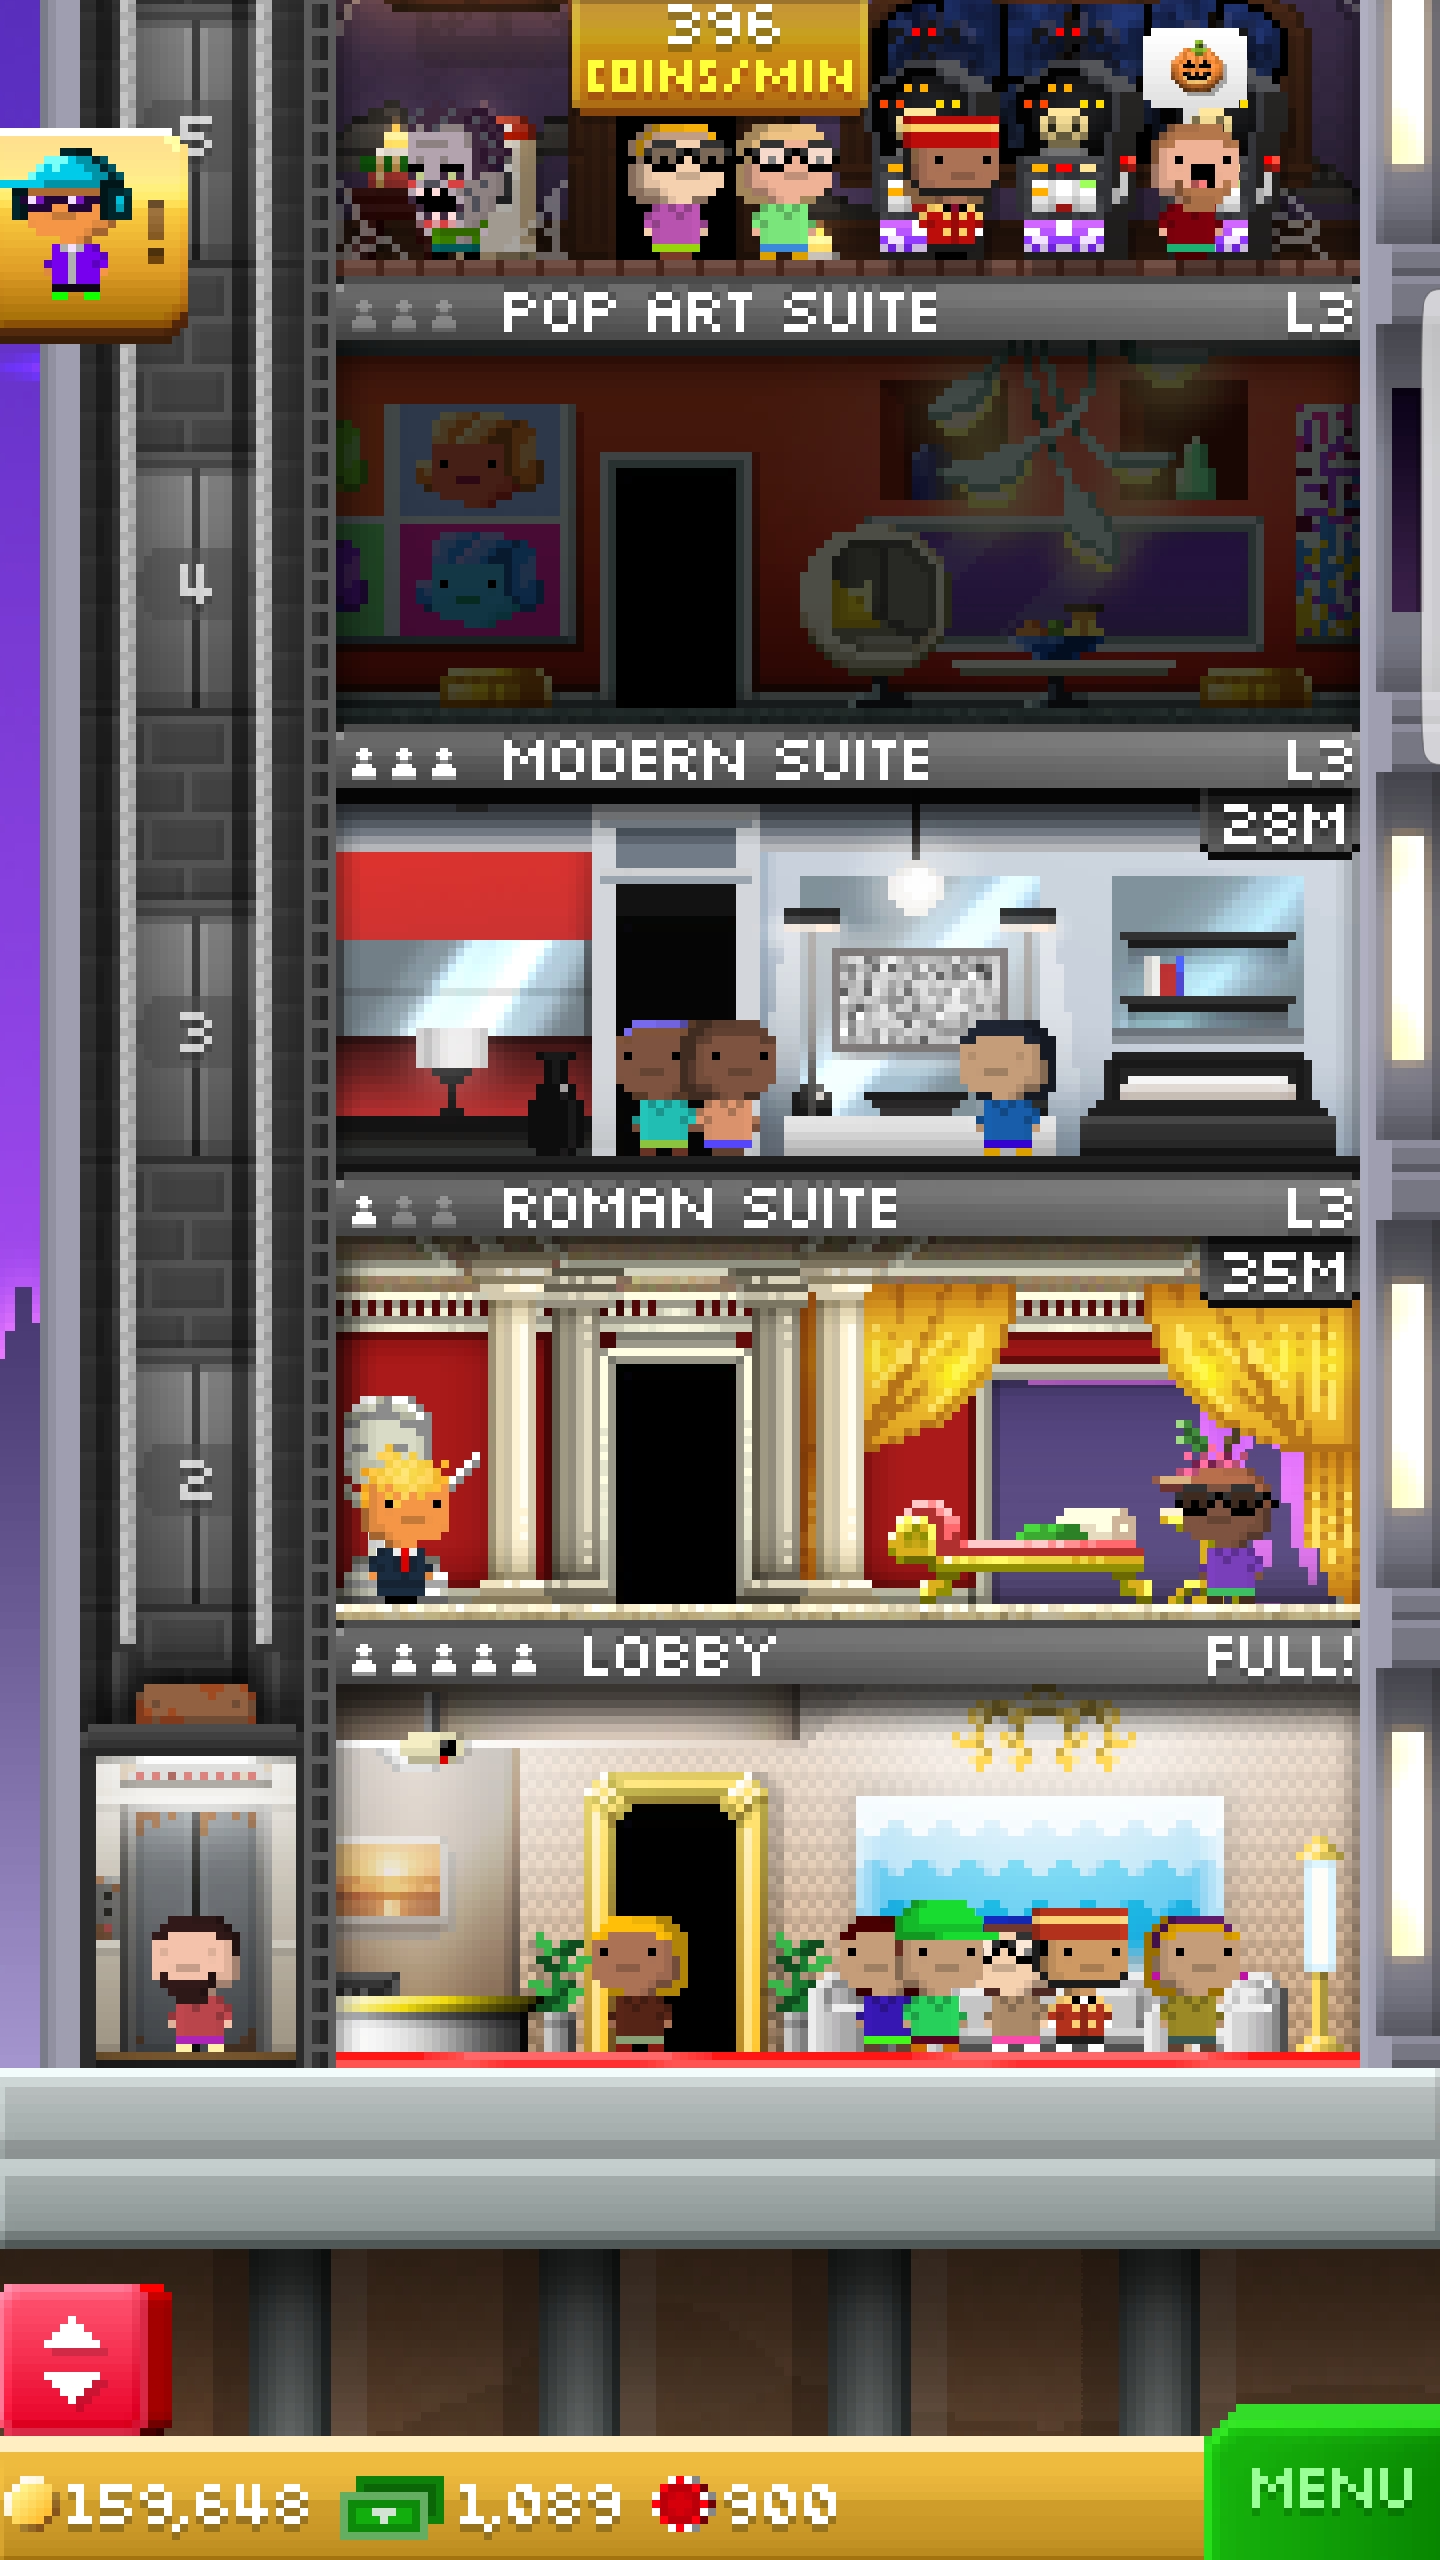 396
COINS/MIN
5
!
POP ART SUITE L3
4
MODERN SUITE L3
28M
3
ROMAN SUITE L3
35M
2
LOBBY FULL!
159,648 1,089 900
MENU